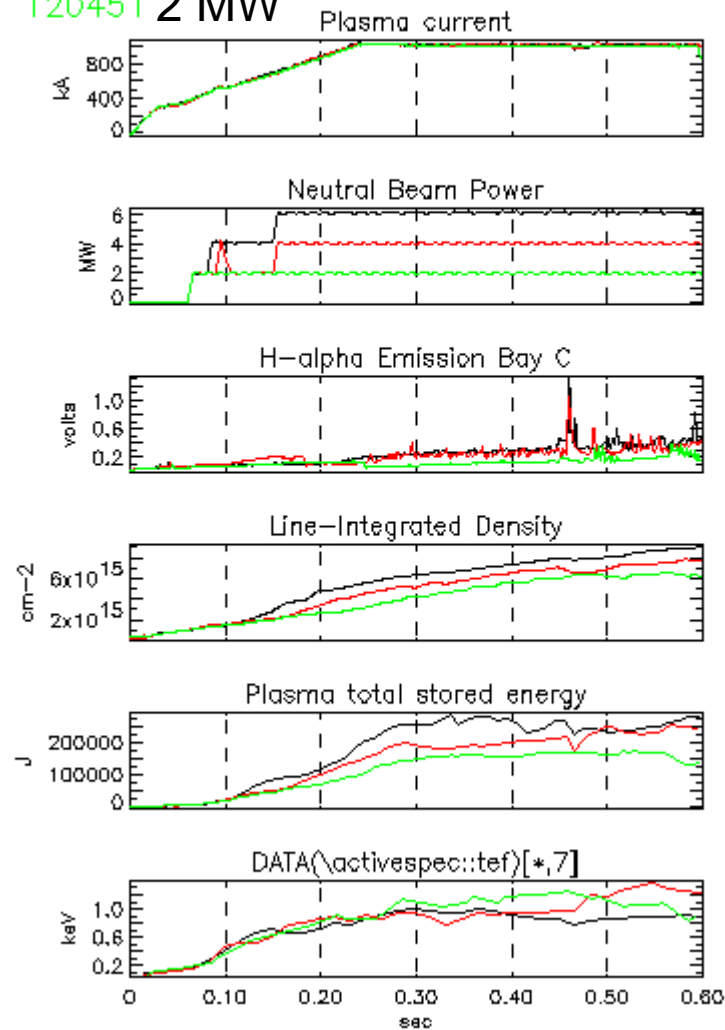 120451 2 MW
Plasma current
800
400
0
kA
Neutral Beam Power
6
4
2
0
MW
H-alpha Emission Bay C
1.0
0.6
0.2
volts
Line-Integrated Density
6x10^15
2x10^15
cm-2
Plasma total stored energy
200000
100000
0
J
DATA(\activespec::tef)[*,7]
1.0
0.6
0.2
keV
0 0.10 0.20 0.30 0.40 0.50 0.60
sec